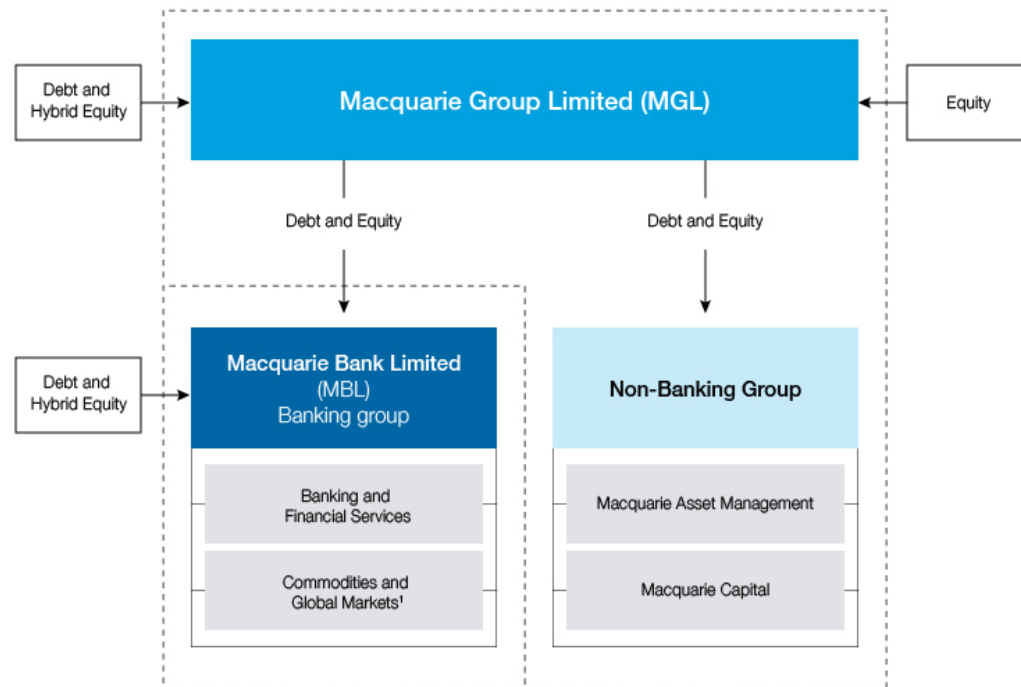 Macquarie Group Limited (MGL)
Debt and
Hybrid Equity
Equity
Debt and Equity
Debt and Equity
Debt and
Hybrid Equity
Macquarie Bank Limited
(MBL)
Banking group
Non-Banking Group
Banking and
Financial Services
Macquarie Asset Management
Commodities and
Global Markets¹
Macquarie Capital